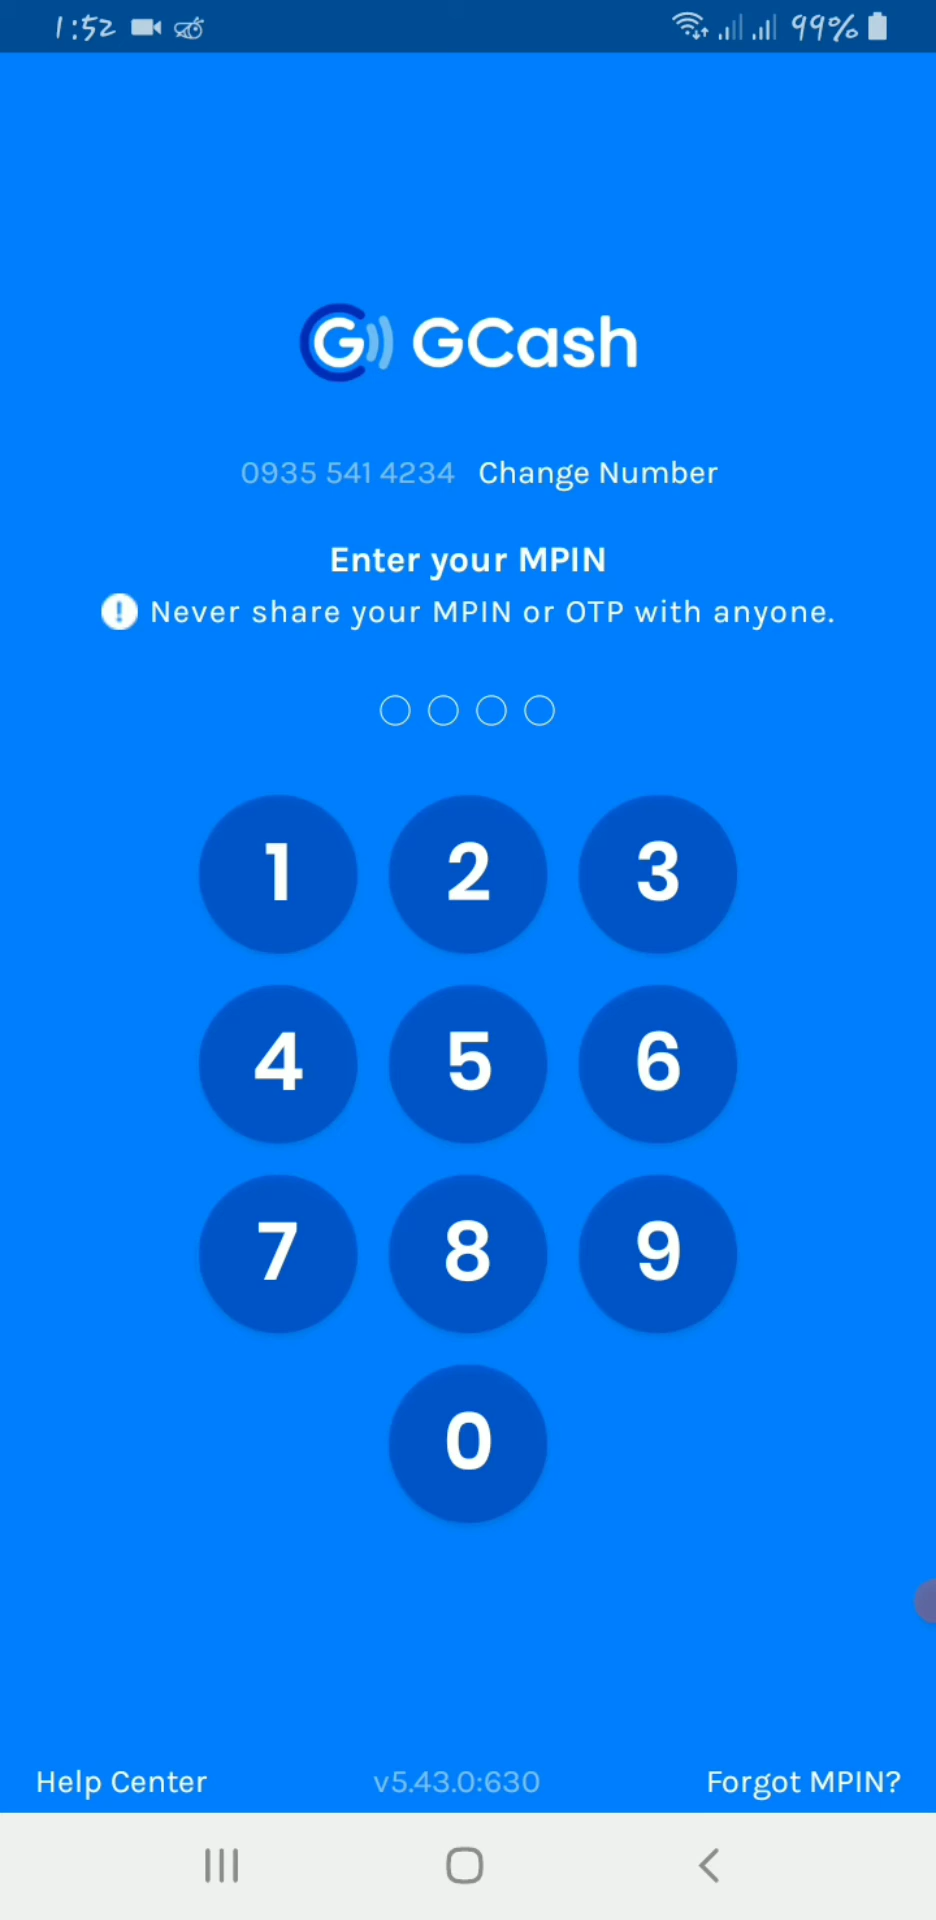 1:52 99%
G GCash
0935 541 4234 Change Number
Enter your MPIN
! Never share your MPIN or OTP with anyone.
1 2 3
4 5 6
7 8 9
0
Help Center v5.43.0:630 Forgot MPIN?